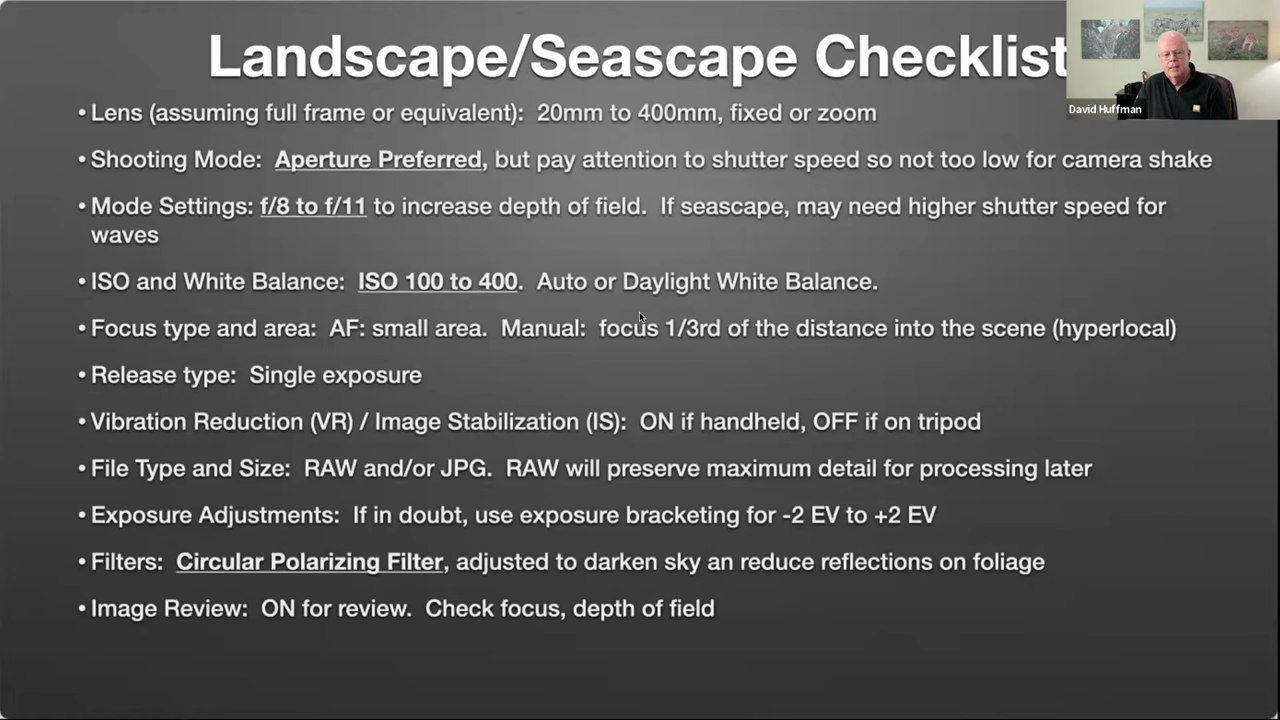 Landscape/Seascape Checklist
David Huffman
• Lens (assuming full frame or equivalent):  20mm to 400mm, fixed or zoom
• Shooting Mode:  Aperture Preferred, but pay attention to shutter speed so not too low for camera shake
• Mode Settings: f/8 to f/11 to increase depth of field.  If seascape, may need higher shutter speed for
waves
• ISO and White Balance:  ISO 100 to 400.  Auto or Daylight White Balance.
• Focus type and area:  AF: small area.  Manual:  focus 1/3rd of the distance into the scene (hyperlocal)
• Release type:  Single exposure
• Vibration Reduction (VR) / Image Stabilization (IS):  ON if handheld, OFF if on tripod
• File Type and Size:  RAW and/or JPG.  RAW will preserve maximum detail for processing later
• Exposure Adjustments:  If in doubt, use exposure bracketing for -2 EV to +2 EV
• Filters:  Circular Polarizing Filter, adjusted to darken sky an reduce reflections on foliage
• Image Review:  ON for review.  Check focus, depth of field